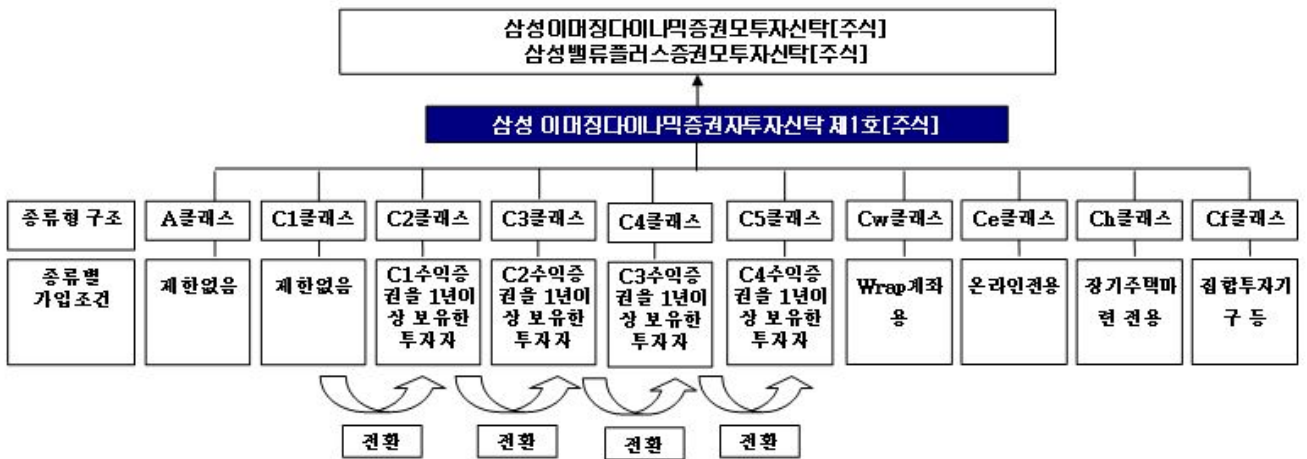 삼성이머징다이나믹증권모투자신탁[주식]
삼성밸류플러스증권모투자신탁[주식]
삼성 이머징다이나믹증권자투자신탁 제1호[주식]
종류형 구조
A클래스
C1클래스
C2클래스
C3클래스
C4클래스
C5클래스
Cw클래스
Ce클래스
Ch클래스
Cf클래스
종류별
가입조건
제한없음
제한없음
C1수익증
권을 1년이
상 보유한
투자자
C2수익증
권을 1년이
상 보유한
투자자
C3수익증
권을 1년이
상 보유한
투자자
C4수익증
권을 1년이
상 보유한
투자자
Wrap계좌
용
온라인전용
장기주택마
련 전용
집합투자기
구 등
전환
전환
전환
전환